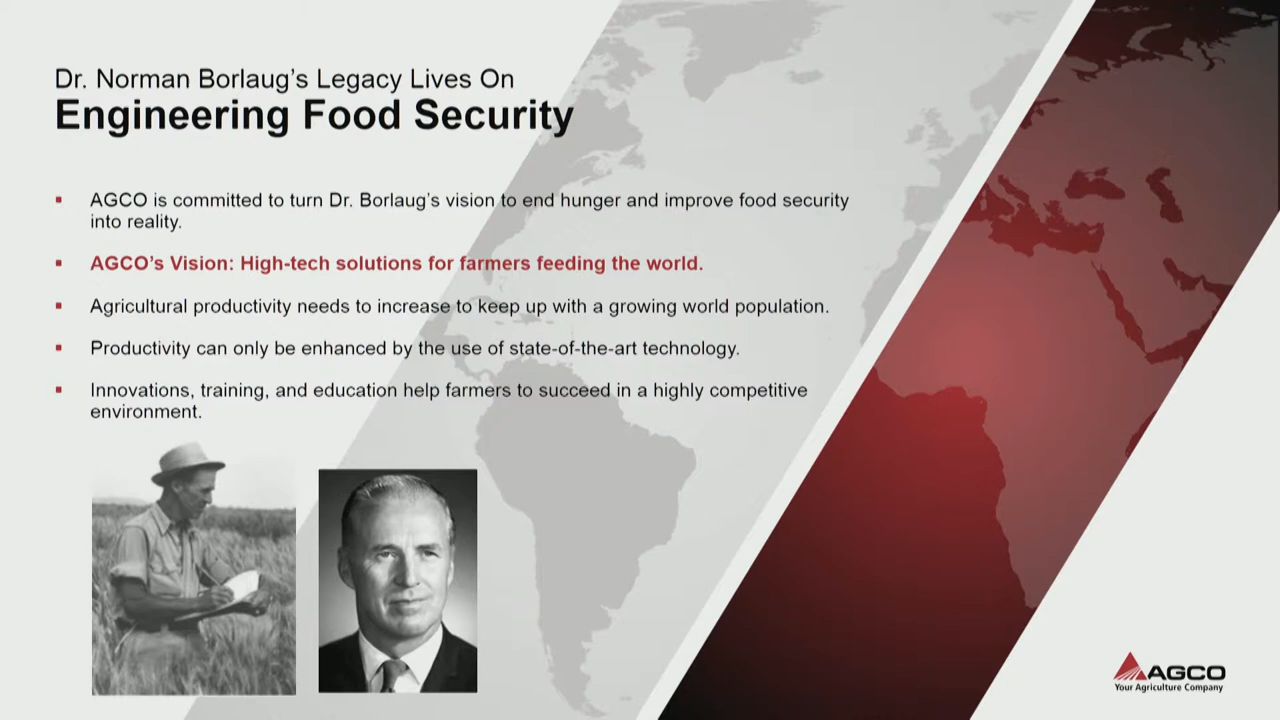 Dr. Norman Borlaug's Legacy Lives On
Engineering Food Security
▪ AGCO is committed to turn Dr. Borlaug's vision to end hunger and improve food security
into reality.
▪ AGCO's Vision: High-tech solutions for farmers feeding the world.
▪ Agricultural productivity needs to increase to keep up with a growing world population.
▪ Productivity can only be enhanced by the use of state-of-the-art technology.
▪ Innovations, training, and education help farmers to succeed in a highly competitive
environment.
AGCO
Your Agriculture Company